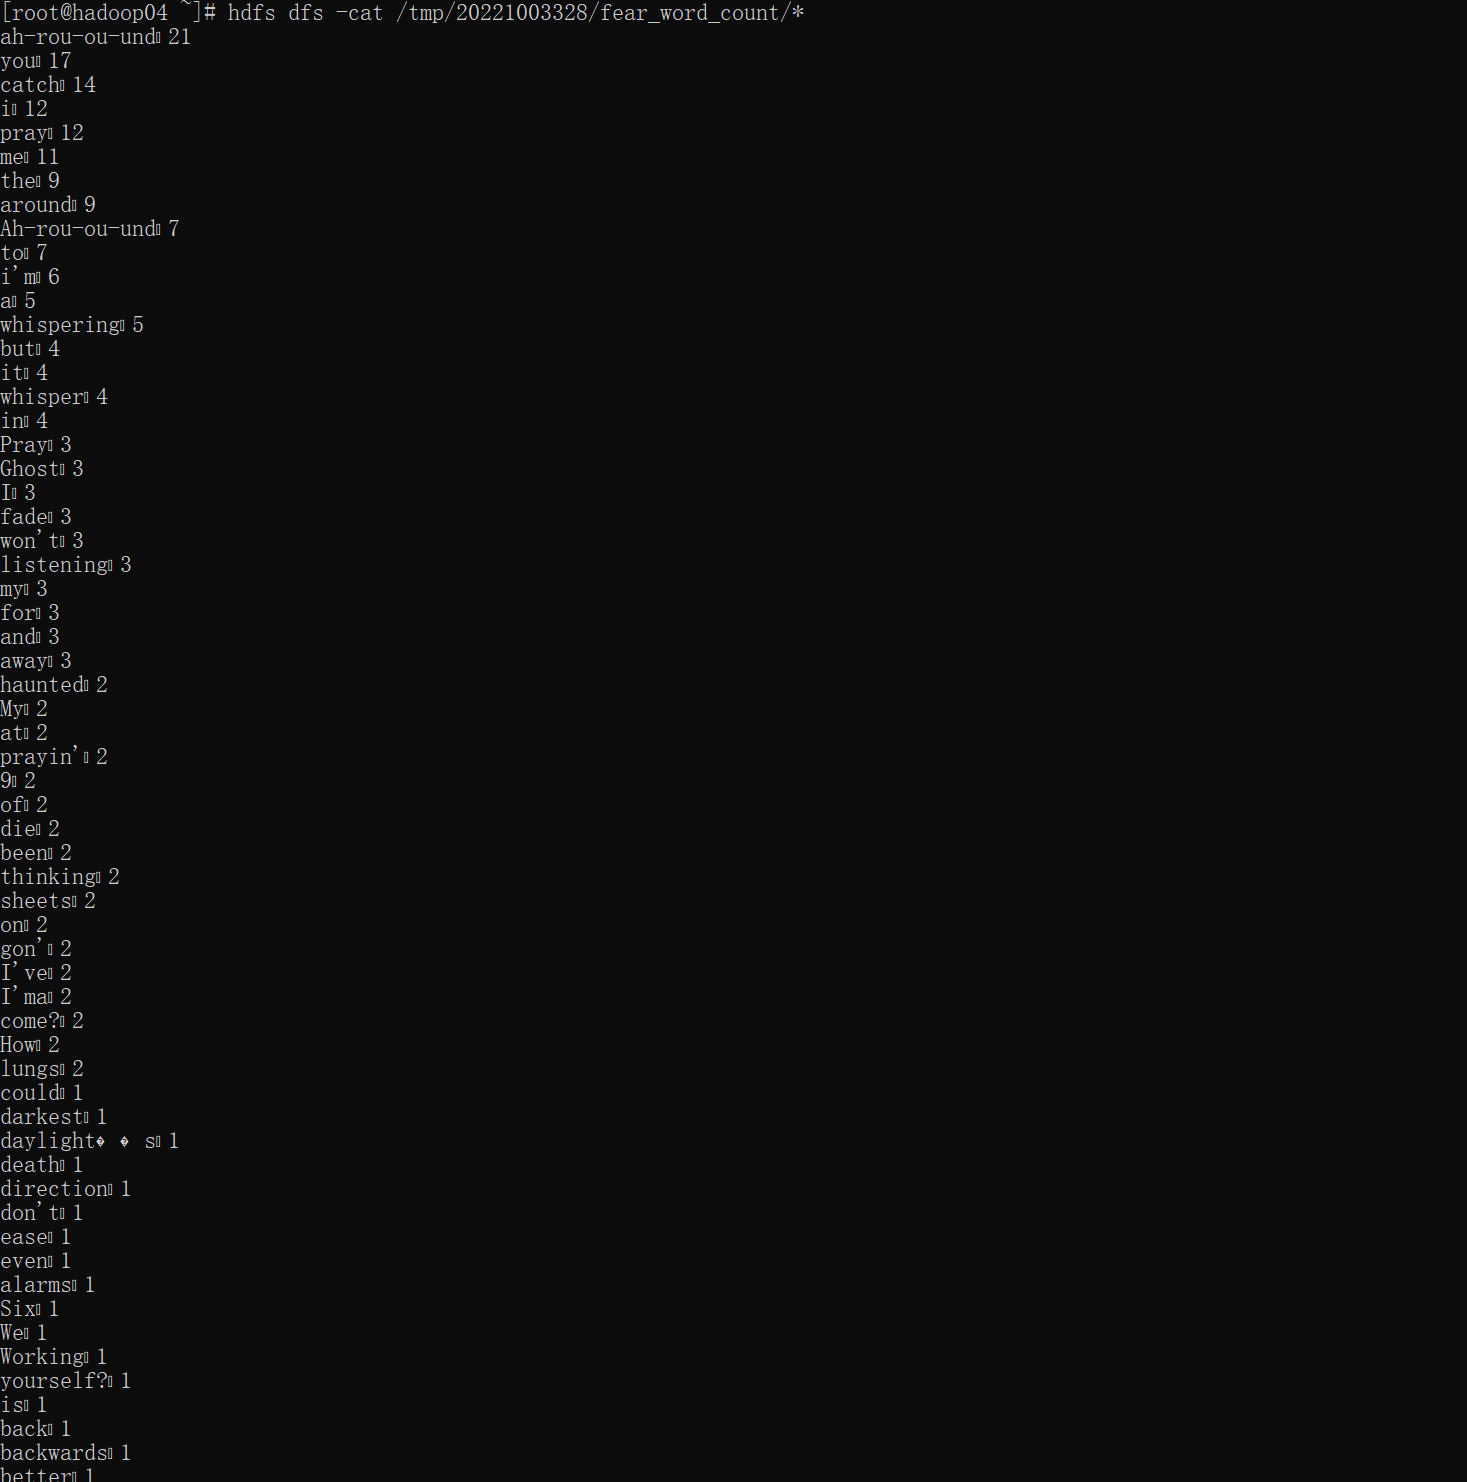 [root@hadoop04 ~]# hdfs dfs -cat /tmp/20221003328/fear_word_count/*
ah-rou-ou-und 21
you 17
catch 14
i 12
pray 12
me 11
the 9
around 9
Ah-rou-ou-und 7
to 7
i'm 6
a 5
whispering 5
but 4
it 4
whisper 4
in 4
Pray 3
Ghost 3
I 3
fade 3
won't 3
listening 3
my 3
for 3
and 3
away 3
haunted 2
My 2
at 2
prayin' 2
9 2
of 2
die 2
been 2
thinking 2
sheets 2
on 2
gon' 2
I've 2
I'ma 2
come? 2
How 2
lungs 2
could 1
darkest 1
daylight� � s 1
death 1
direction 1
don't 1
ease 1
even 1
alarms 1
Six 1
We 1
Working 1
yourself? 1
is 1
back 1
backwards 1
better 1